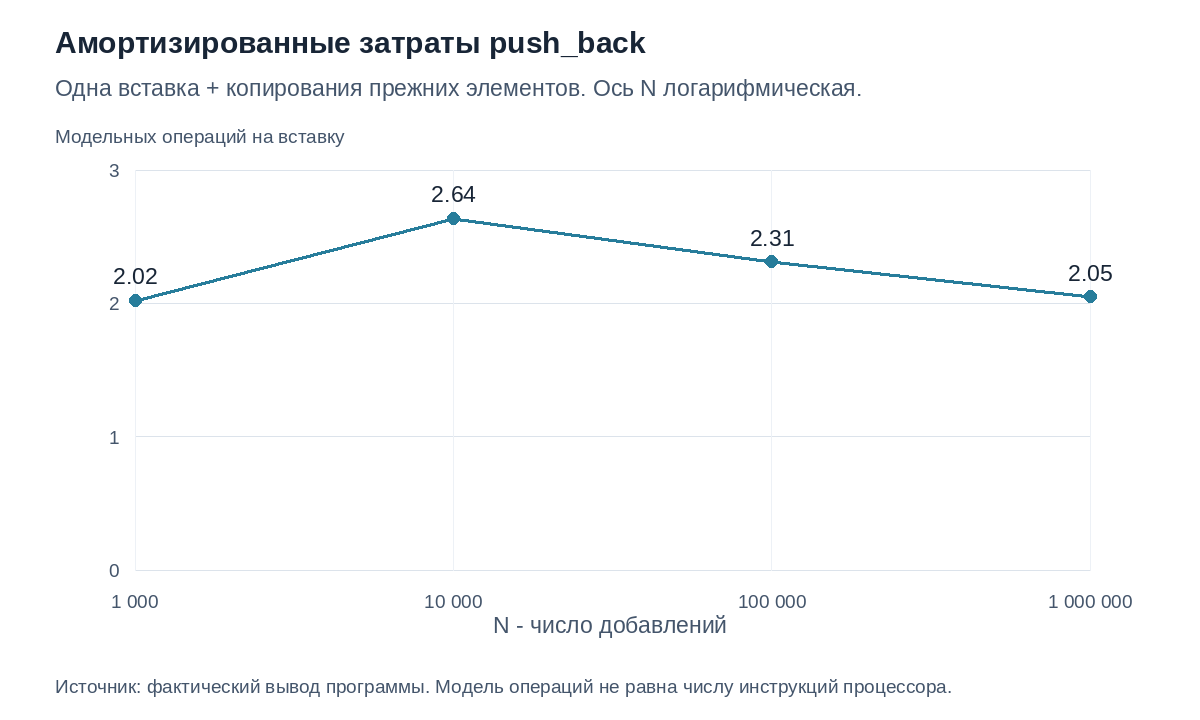 Амортизированные затраты push_back
Одна вставка + копирования прежних элементов. Ось N логарифмическая.
Модельных операций на вставку
3
2.64
2.31
2.02
2.05
2
1
0
1 000
10 000
100 000
1 000 000
N - число добавлений
Источник: фактический вывод программы. Модель операций не равна числу инструкций процессора.